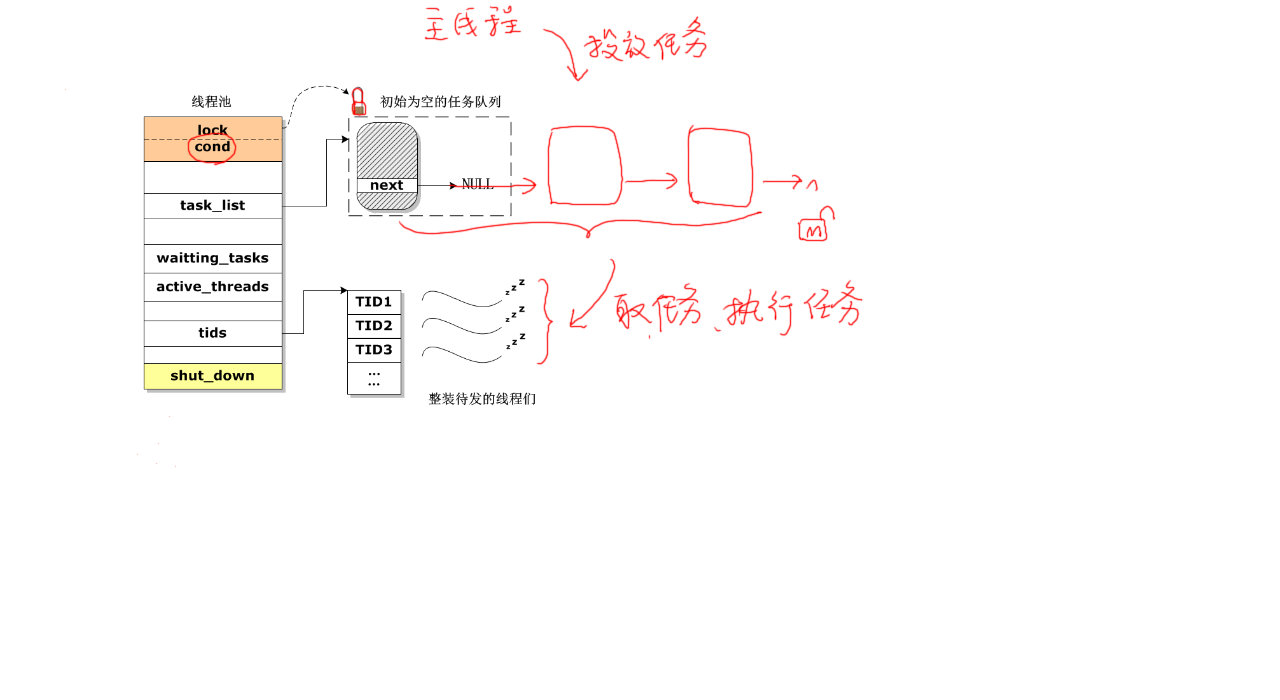 主线程
投放任务
线程池
初始为空的任务队列
lock
cond
next
NULL
n
task_list
m
waitting_tasks
active_threads
tids
shut_down
TID1
TID2
TID3
...
...
z z z
z z z
z z z
取任务、执行任务
整装待发的线程们